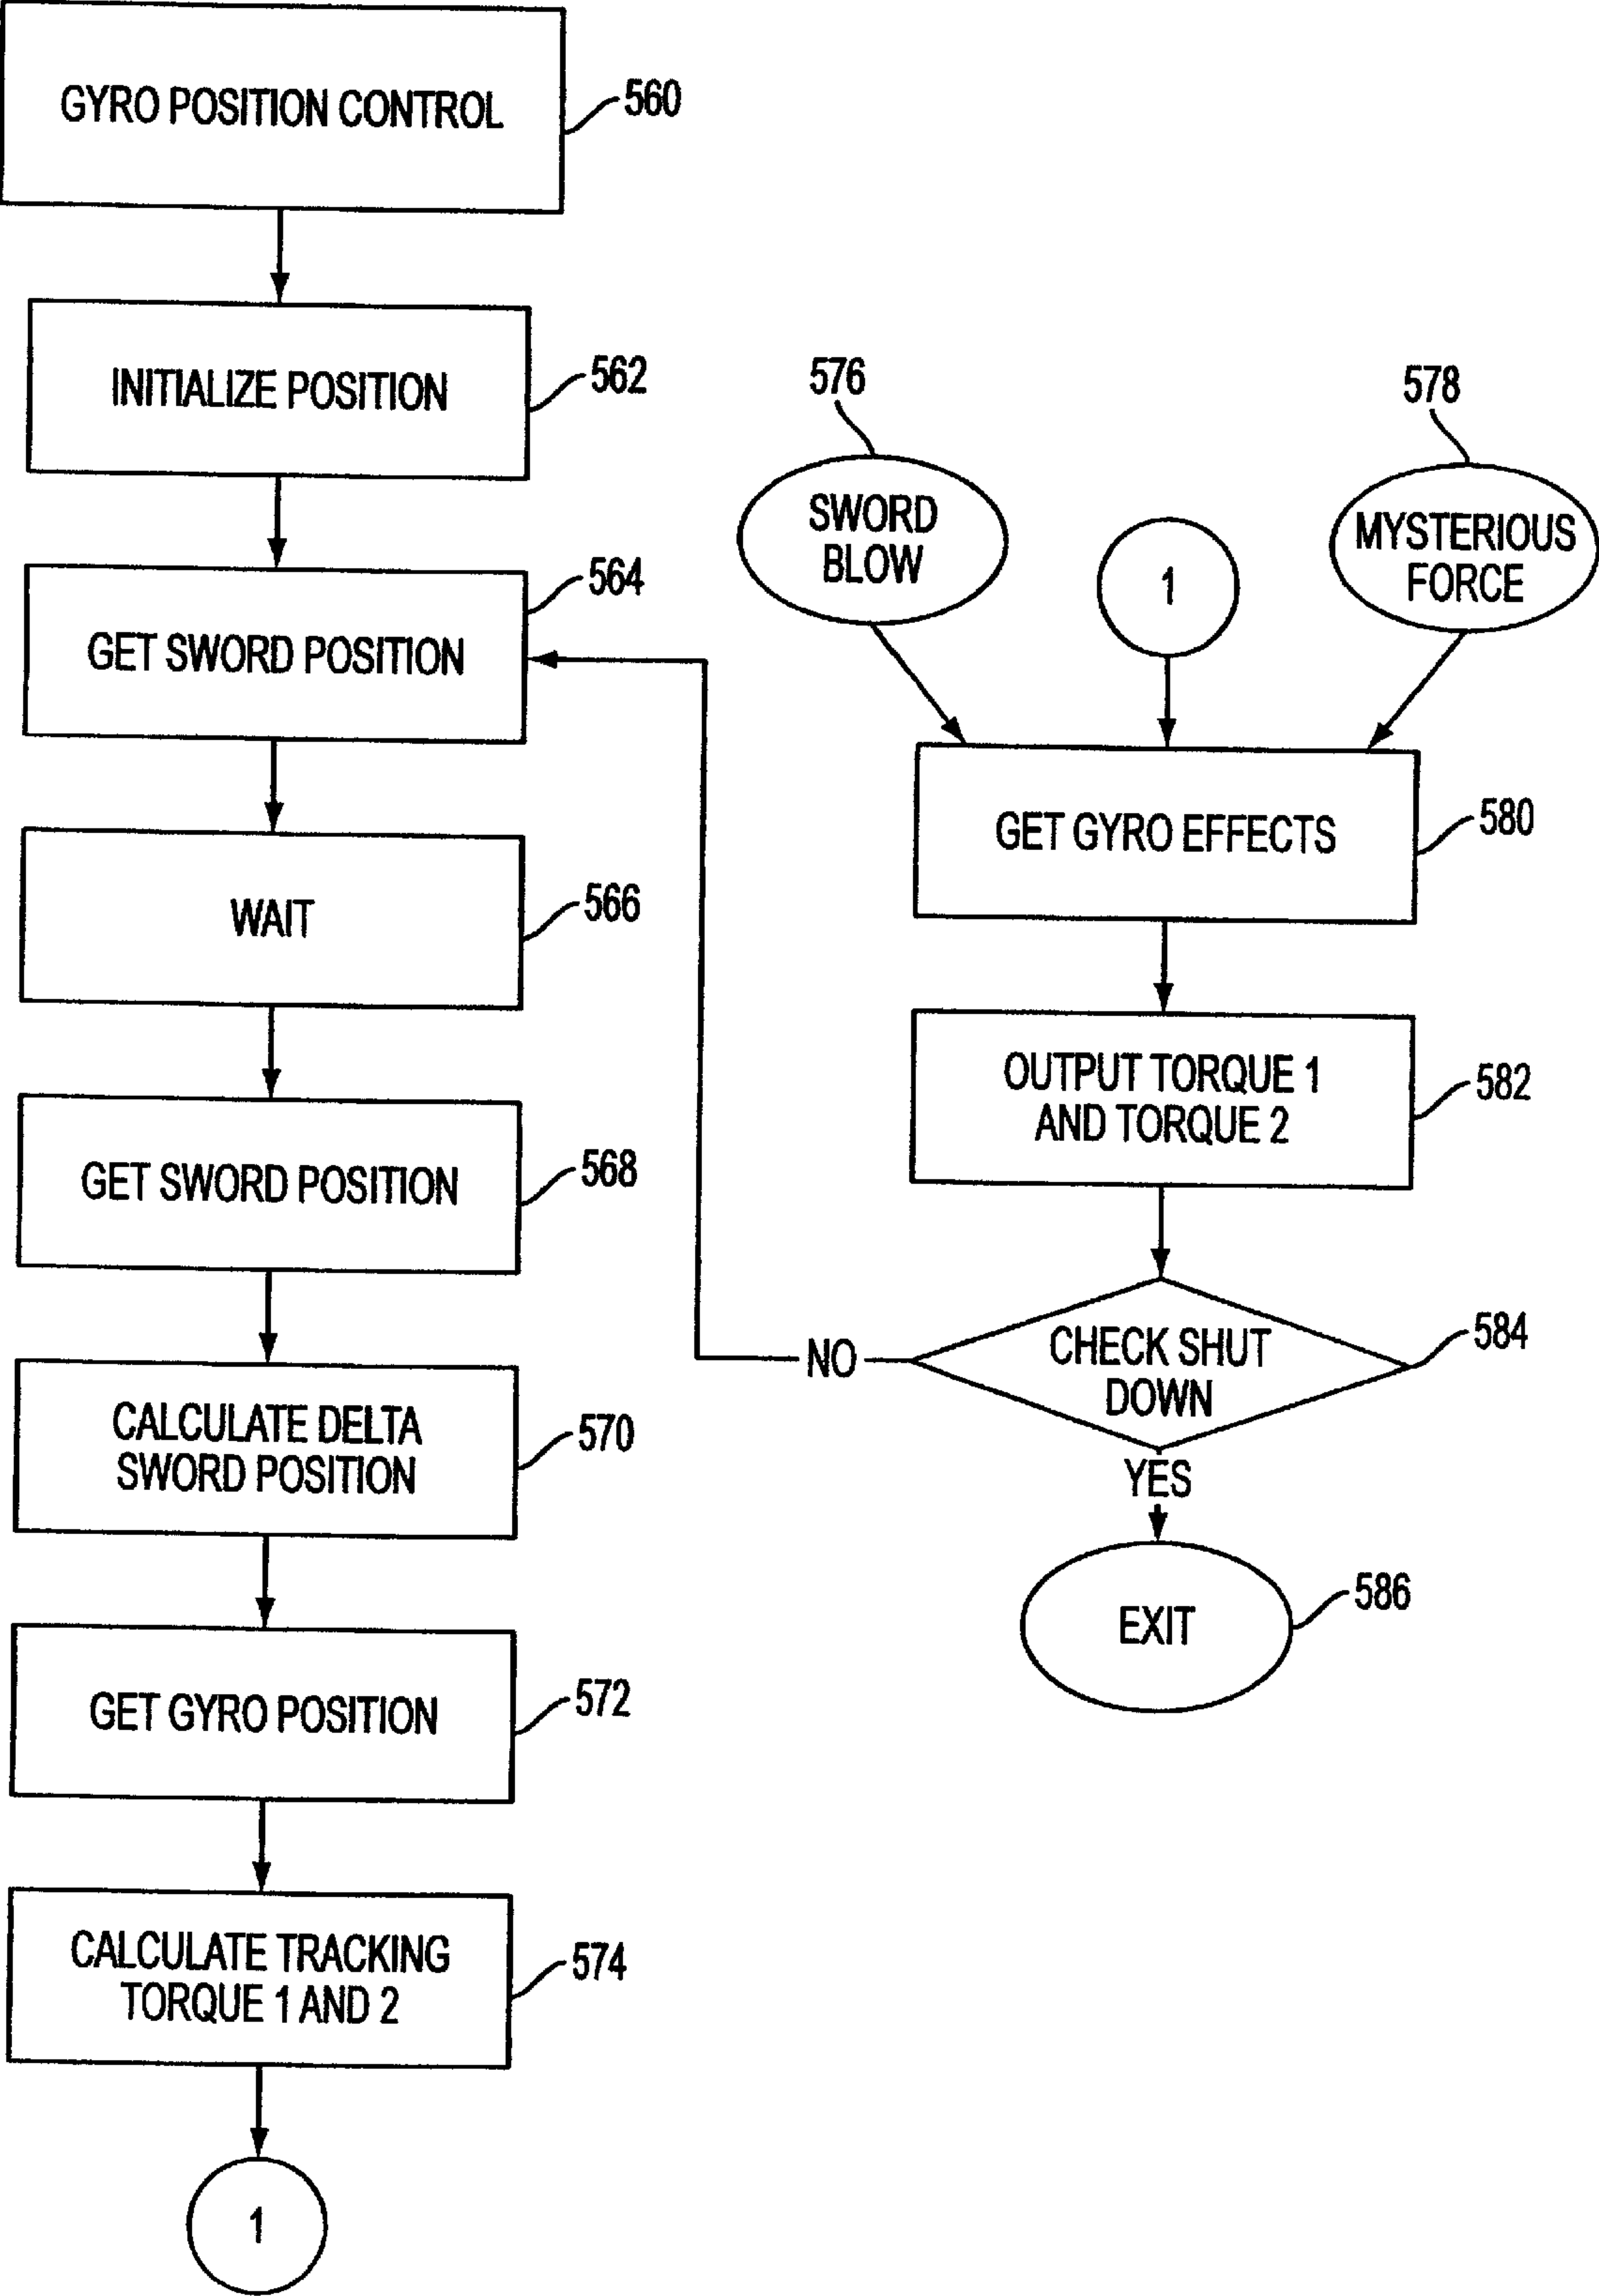 GYRO POSITION CONTROL
560
INITIALIZE POSITION
562
GET SWORD POSITION
564
WAIT
566
GET SWORD POSITION
568
CALCULATE DELTA
SWORD POSITION
570
GET GYRO POSITION
572
CALCULATE TRACKING
TORQUE 1 AND 2
574
1
576
SWORD
BLOW
1
578
MYSTERIOUS
FORCE
GET GYRO EFFECTS
580
OUTPUT TORQUE 1
AND TORQUE 2
582
CHECK SHUT
DOWN
584
NO
YES
EXIT
586